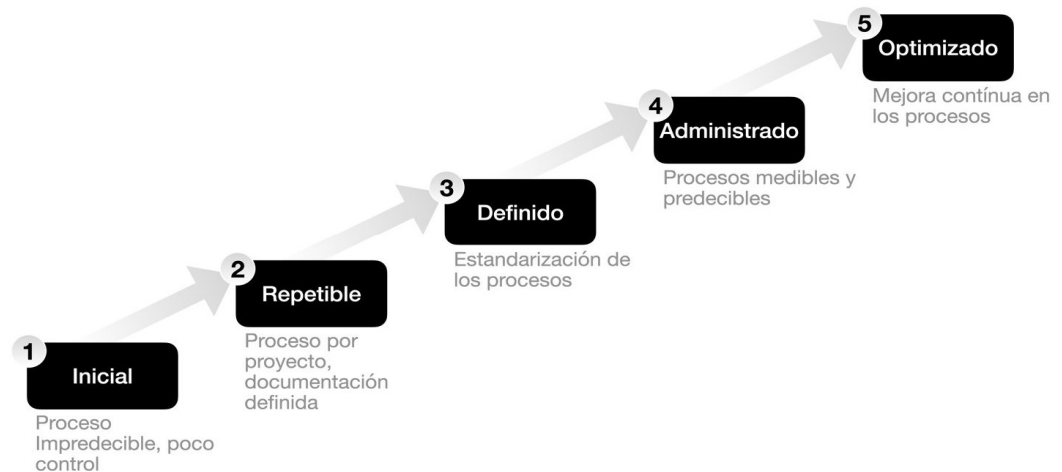 1
Inicial
Proceso
Impredecible, poco
control
2
Repetible
Proceso por
proyecto,
documentación
definida
3
Definido
Estandarización de
los procesos
4
Administrado
Procesos medibles y
predecibles
5
Optimizado
Mejora contínua en
los procesos